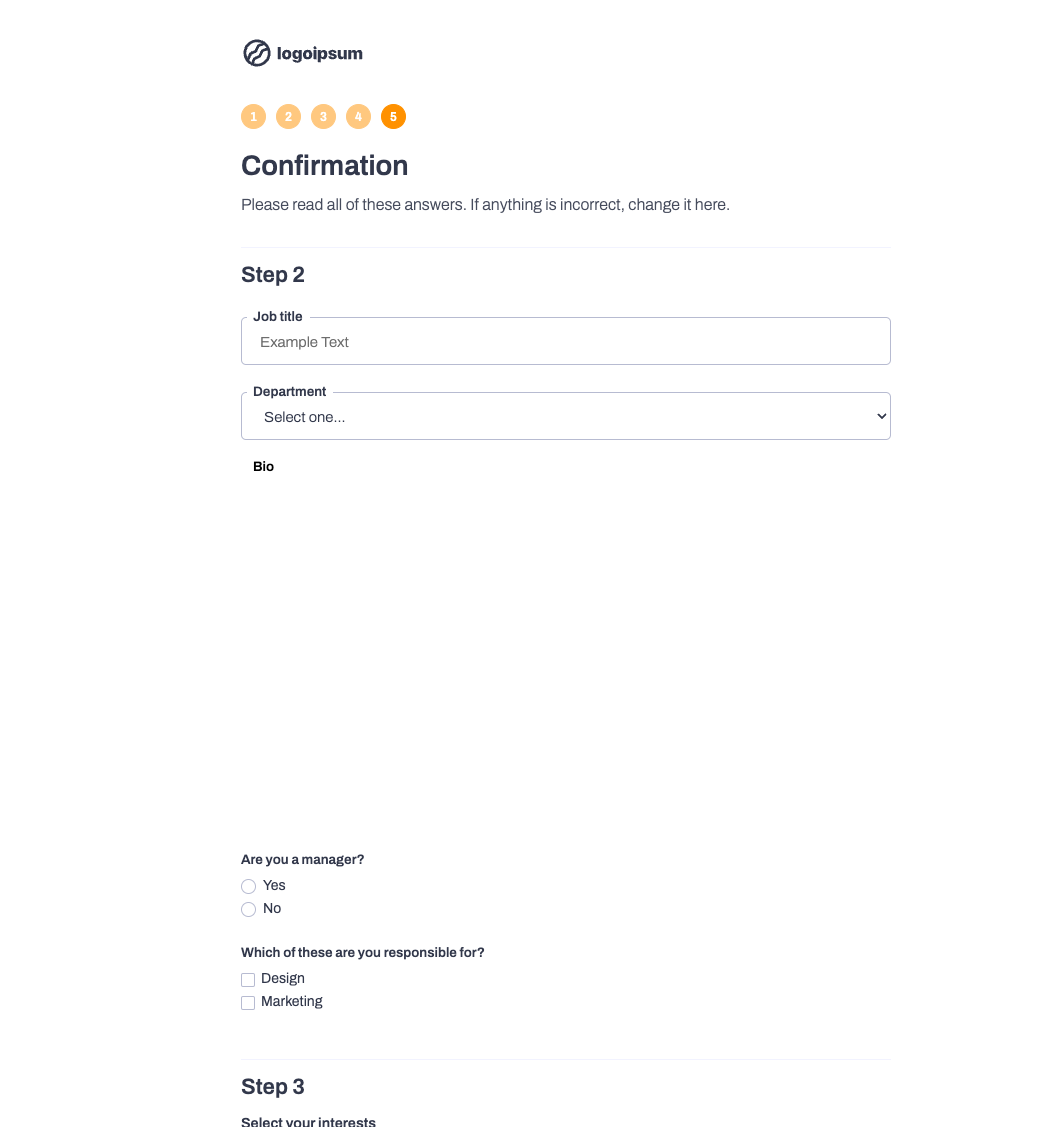 logoipsum
1 2 3 4 5
Confirmation
Please read all of these answers. If anything is incorrect, change it here.
Step 2
Job title
Example Text
Department
Select one...
Bio
Are you a manager?
Yes
No
Which of these are you responsible for?
Design
Marketing
Step 3
Select your interests